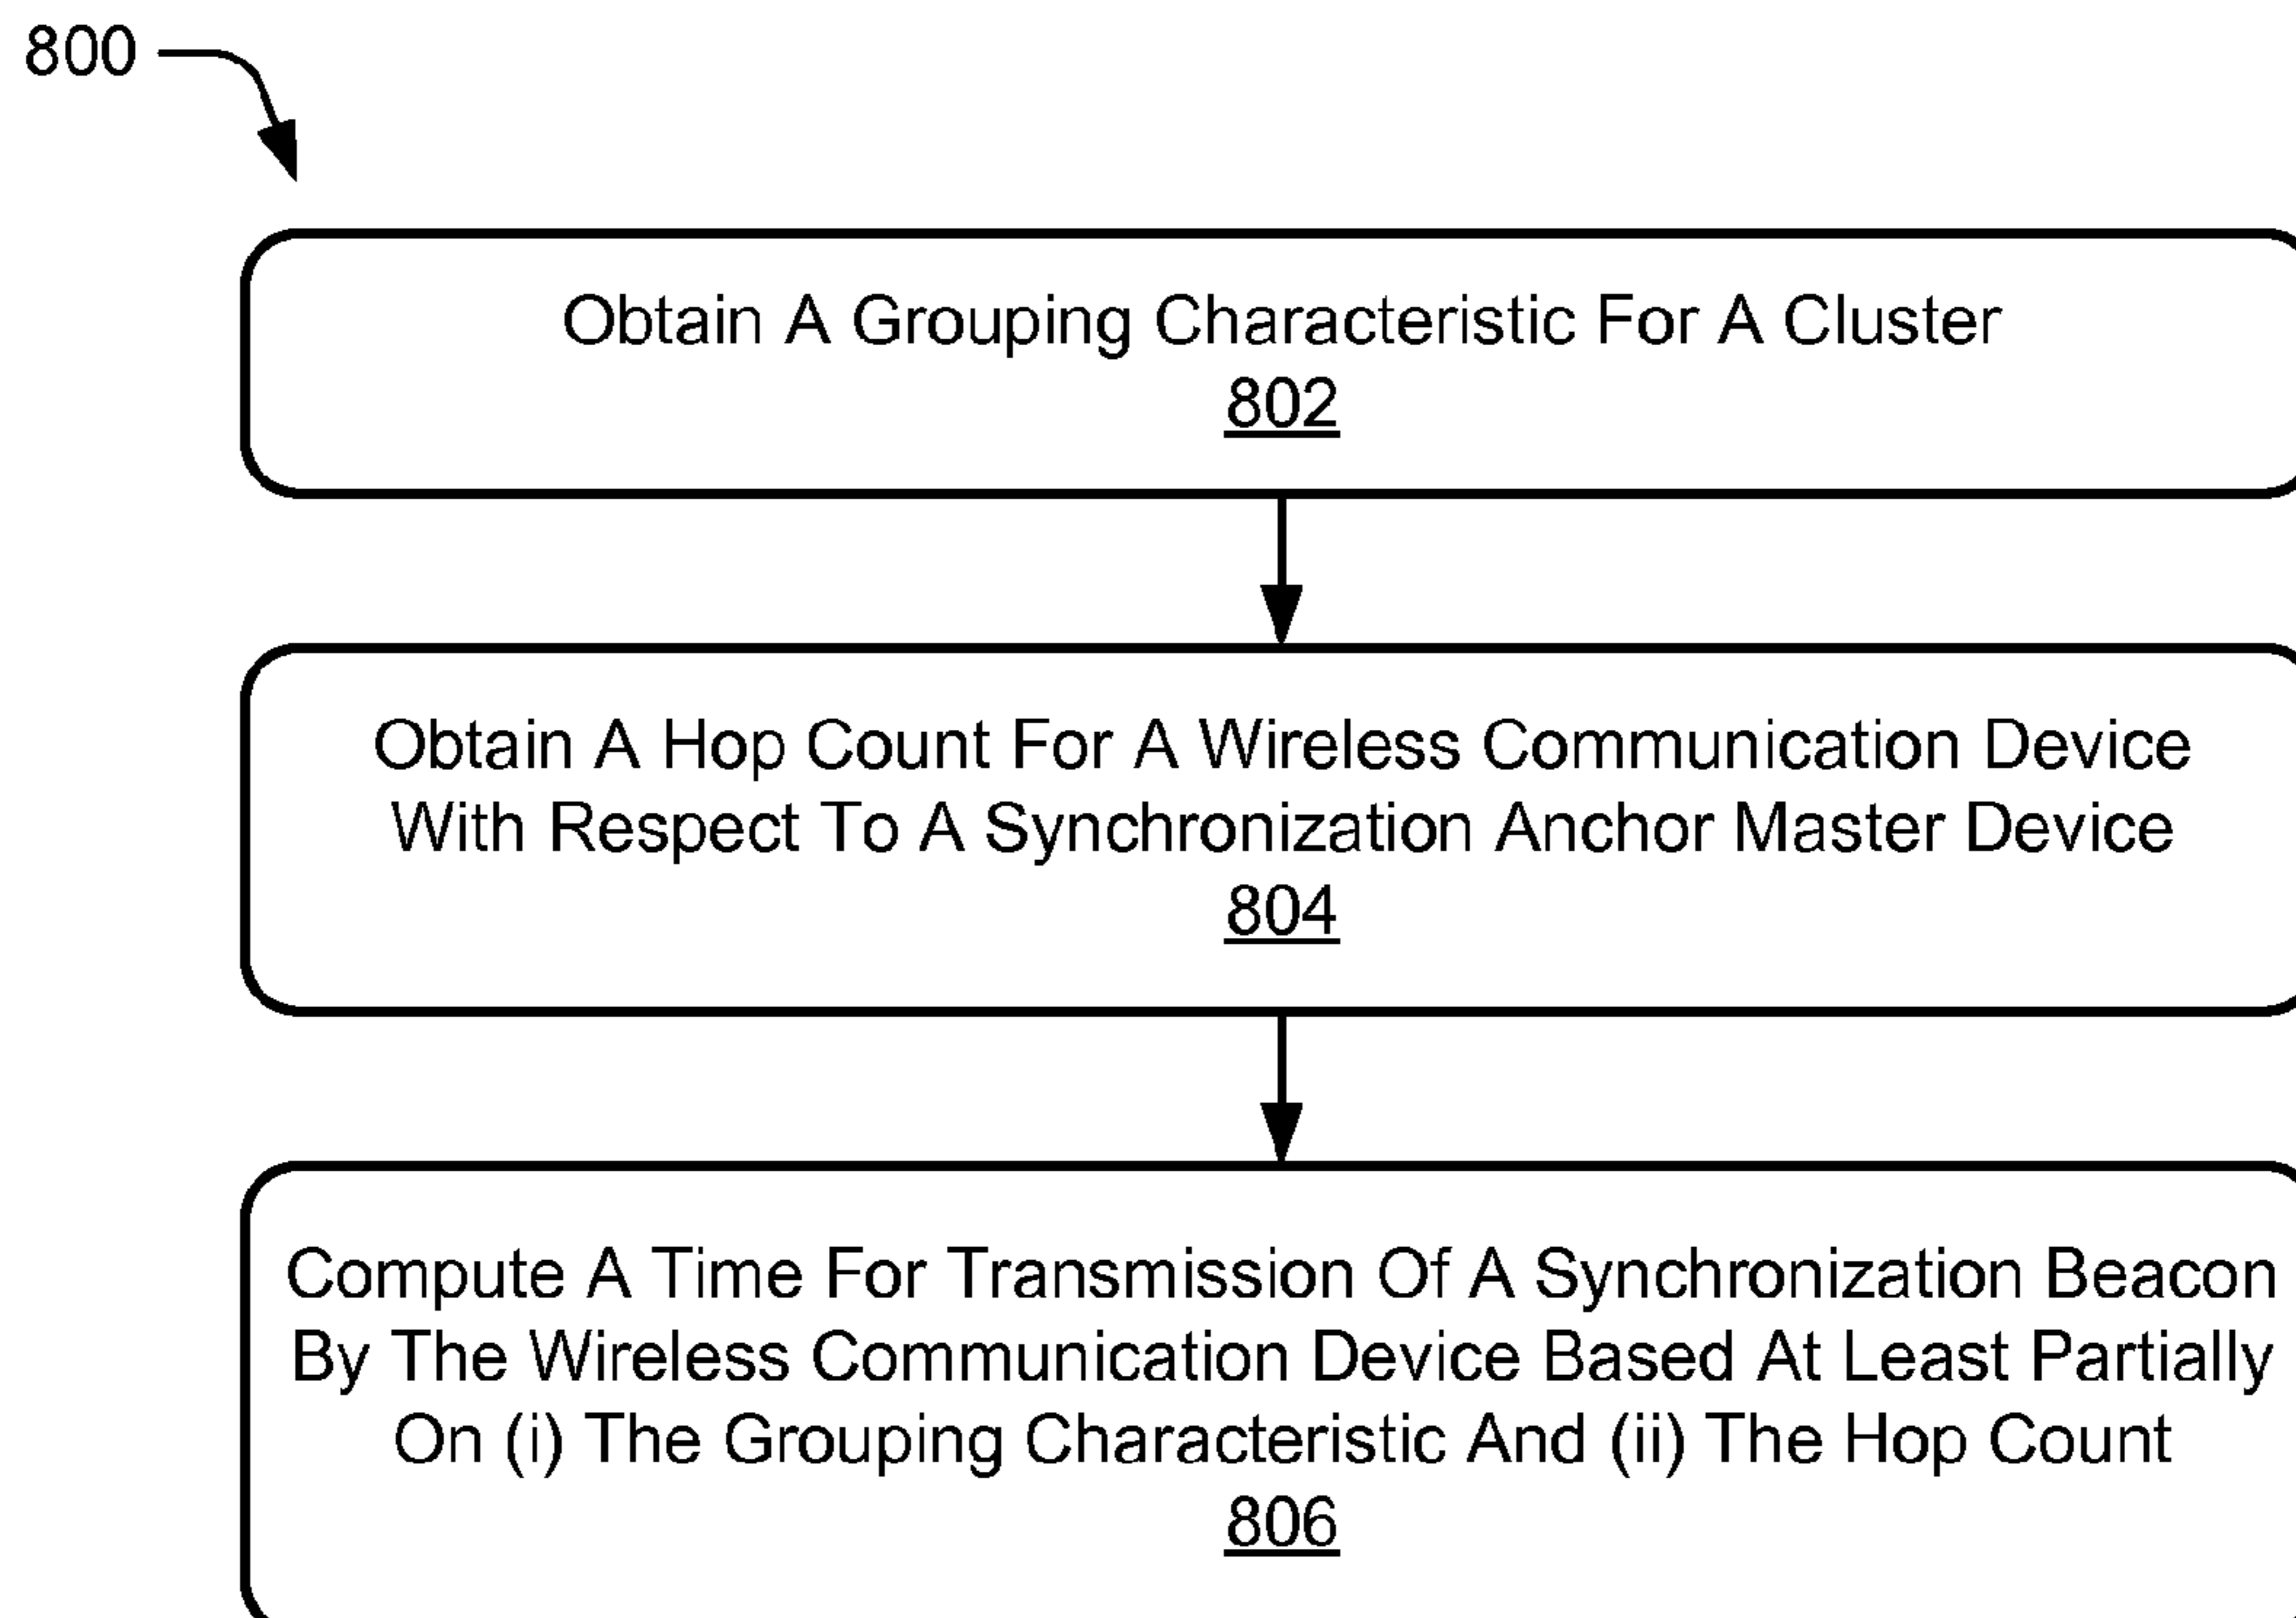 800
Obtain A Grouping Characteristic For A Cluster
802
Obtain A Hop Count For A Wireless Communication Device
With Respect To A Synchronization Anchor Master Device
804
Compute A Time For Transmission Of A Synchronization Beacon
By The Wireless Communication Device Based At Least Partially
On (i) The Grouping Characteristic And (ii) The Hop Count
806